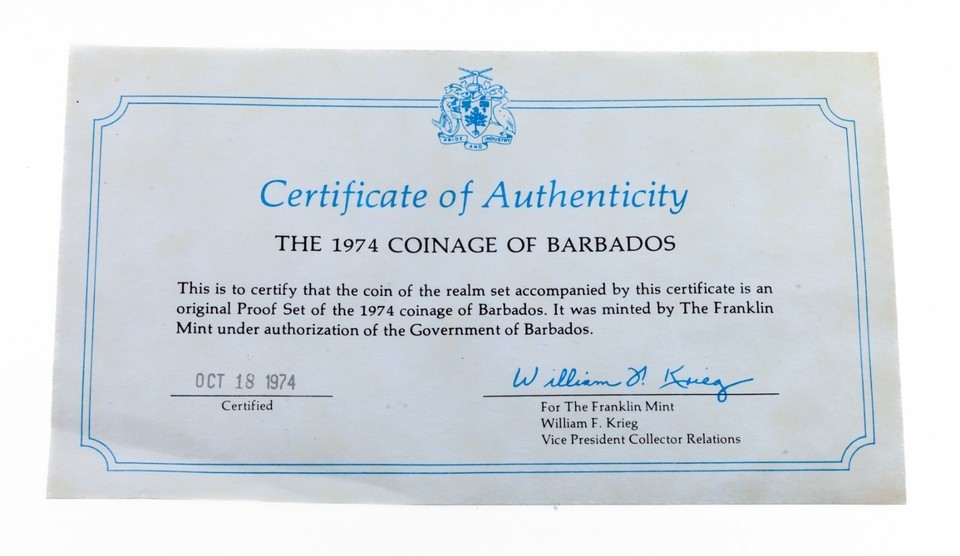 PRIDE AND INDUSTRY
Certificate of Authenticity
THE 1974 COINAGE OF BARBADOS
This is to certify that the coin of the realm set accompanied by this certificate is an
original Proof Set of the 1974 coinage of Barbados. It was minted by The Franklin
Mint under authorization of the Government of Barbados.
OCT 18 1974
Certified
William F. Krieg
For The Franklin Mint
William F. Krieg
Vice President Collector Relations